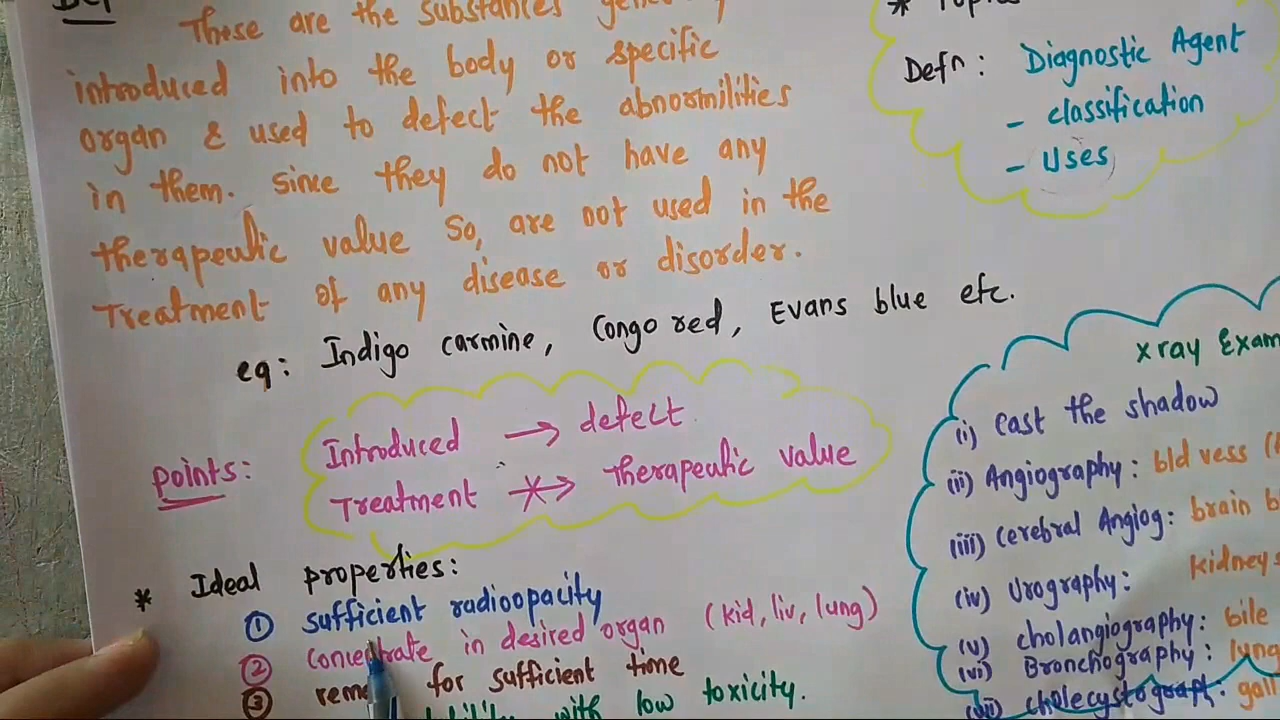 These are the substances
introduced into the body or specific
organ & used to defect the abnormilities
in them. Since they do not have any
therapeutic value So, are not used in the
Treatment of any disease or disorder.
eg: Indigo carmine, Congo red, Evans blue etc.
Points:
Introduced → defect
Treatment → therapeutic value
* Ideal properties:
① sufficient radioopacity
② Concentrate in desired organ (kid, liv, lung)
③ for sufficient time
with low toxicity.
* Topics
Defn: Diagnostic Agent
- classification
- Uses
xray Exam
(i) Cast the shadow
(ii) Angiography: bld vess
(iii) Cerebral Angiog: brain b
(iv) Urography: kidney
(v) cholangiography: bile
(vi) Bronchography: lung
(vii) cholecystograph: gall